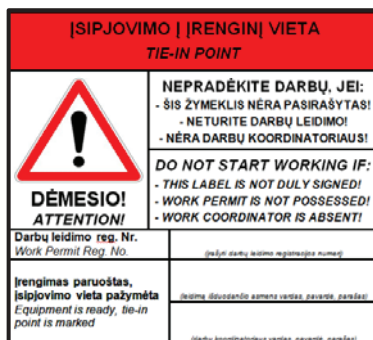 ĮSIPJOVIMO Į ĮRENGINĮ VIETA
TIE-IN POINT
NEPRADĖKITE DARBŲ, JEI:
- ŠIS ŽYMEKLIS NĖRA PASIRAŠYTAS!
- NETURITE DARBŲ LEIDIMO!
- NĖRA DARBŲ KOORDINATORIAUS!
DĖMESIO!
ATTENTION!
DO NOT START WORKING IF:
- THIS LABEL IS NOT DULY SIGNED!
- WORK PERMIT IS NOT POSSESSED!
- WORK COORDINATOR IS ABSENT!
Darbų leidimo reg. Nr.
Work Permit Reg. No.
(įrašyti darbų leidimo registracijos numerį)
Įrengimas paruoštas,
įsipjovimo vieta pažymėta
Equipment is ready, tie-in
point is marked
(leidimą išduodančio asmens vardas, pavardė, parašas)
(darbų koordinatoriaus vardas, pavardė, parašas)